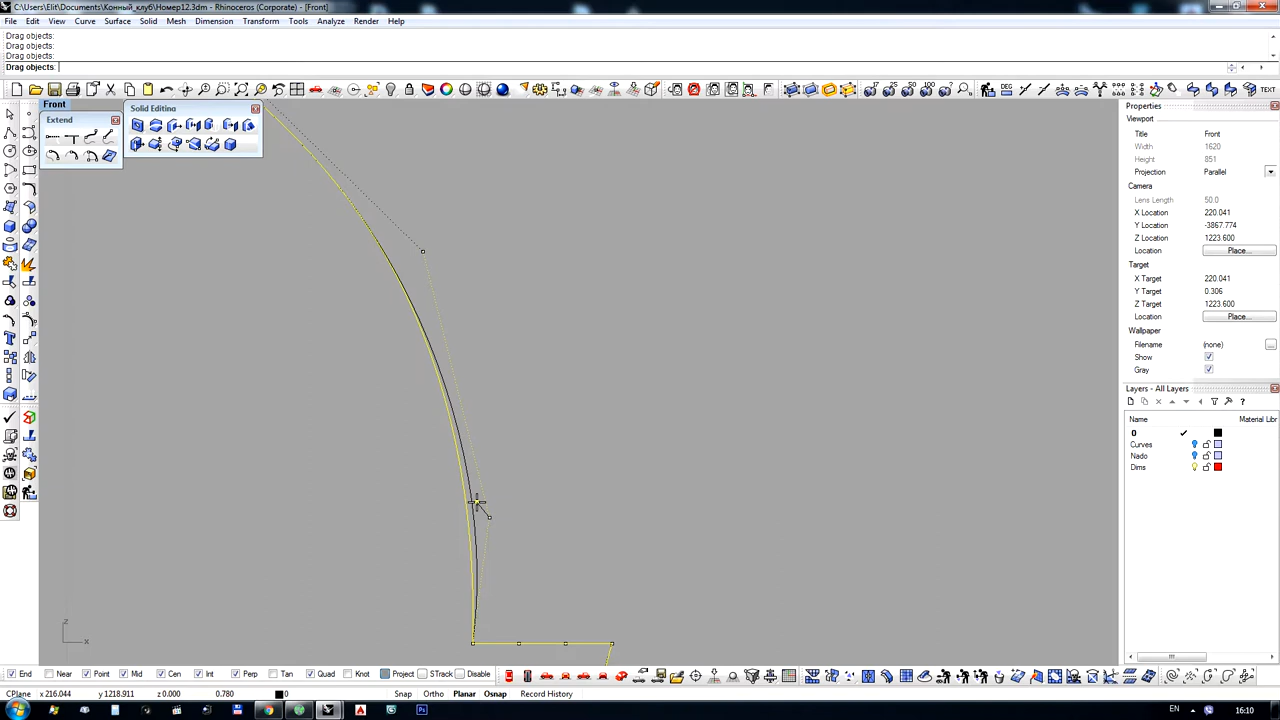 C:\Users\Elit\Documents\Конный_клуб\Номер12.3dm - Rhinoceros (Corporate) - [Front]
File Edit View Curve Surface Solid Mesh Dimension Transform Tools Analyze Render Help
Drag objects:
Drag objects:
Drag objects:
Drag objects:
Front
Extend
Solid Editing
TEXT
Properties
Viewport
Title Front
Width 1620
Height 851
Projection Parallel
Camera
Lens Length 50.0
X Location 220.041
Y Location -3867.774
Z Location 1223.600
Location Place...
Target
X Target 220.041
Y Target 0.306
Z Target 1223.600
Location Place...
Wallpaper
Filename (none) ...
Show
Gray
Layers - All Layers
Name Material Libr
0
Curves
Nado
Dims
z
x
End Near Point Mid Cen Int Perp Tan Quad Knot Project STrack Disable
CPlane x 216.044 y 1218.911 z 0.000 0.780 0 Snap Ortho Planar Osnap Record History
EN 16:10